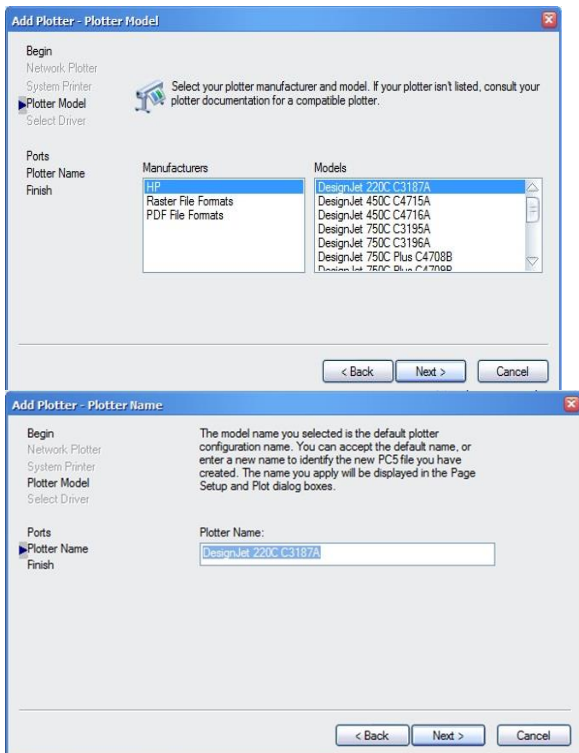 Add Plotter - Plotter Model
Begin
Network Plotter
System Printer
Plotter Model
Select Driver
Ports
Plotter Name
Finish
Select your plotter manufacturer and model. If your plotter isn't listed, consult your
plotter documentation for a compatible plotter.
Manufacturers
HP
Raster File Formats
PDF File Formats
Models
DesignJet 220C C3187A
DesignJet 450C C4715A
DesignJet 450C C4716A
DesignJet 750C C3195A
DesignJet 750C C3196A
DesignJet 750C Plus C4708B
DesignJet 750C Plus C4709B
< Back
Next >
Cancel
Add Plotter - Plotter Name
Begin
Network Plotter
System Printer
Plotter Model
Select Driver
Ports
Plotter Name
Finish
The model name you selected is the default plotter
configuration name. You can accept the default name, or
enter a new name to identify the new PC5 file you have
created. The name you apply will be displayed in the Page
Setup and Plot dialog boxes.
Plotter Name:
DesignJet 220C C3187A
< Back
Next >
Cancel